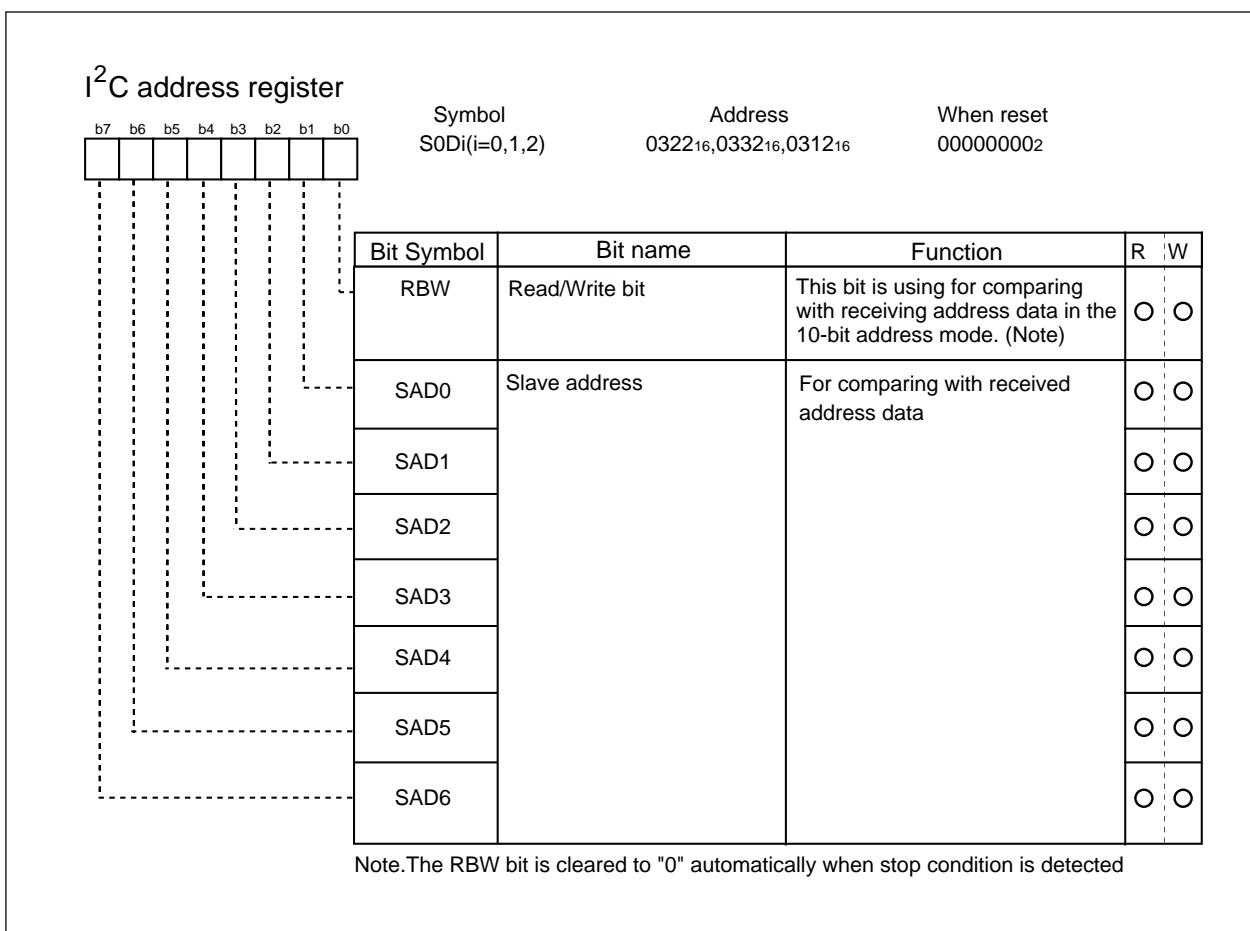 I2C address register
Symbol Address When reset
b7 b6 b5 b4 b3 b2 b1 b0
S0Di(i=0,1,2) 032216,033216,031216 000000002
Bit Symbol Bit name Function R W
RBW Read/Write bit This bit is using for comparing
with receiving address data in the
10-bit address mode. (Note)
SAD0 Slave address For comparing with received
address data
SAD1
SAD2
SAD3
SAD4
SAD5
SAD6
Note.The RBW bit is cleared to "0" automatically when stop condition is detected